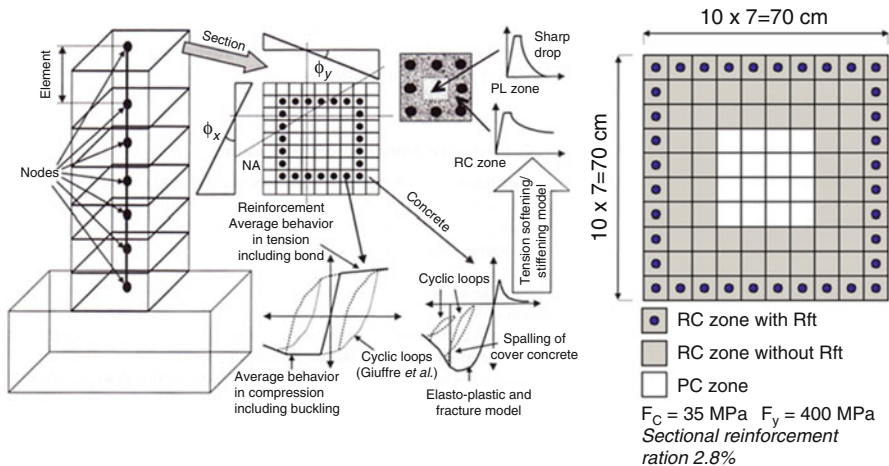 Element
Nodes
Section
ϕy
ϕx
NA
Sharp
drop
PL zone
RC zone
Reinforcement
Average behavior
in tension
including bond
Concrete
Tension softening/
stiffening model
Cyclic loops
Spalling of
cover concrete
Cyclic loops
(Giuffre et al.)
Average behavior
in compression
including buckling
Elasto-plastic and
fracture model
10 x 7=70 cm
10 x 7=70 cm
RC zone with Rft
RC zone without Rft
PC zone
FC = 35 MPa Fy = 400 MPa
Sectional reinforcement
ration 2.8%